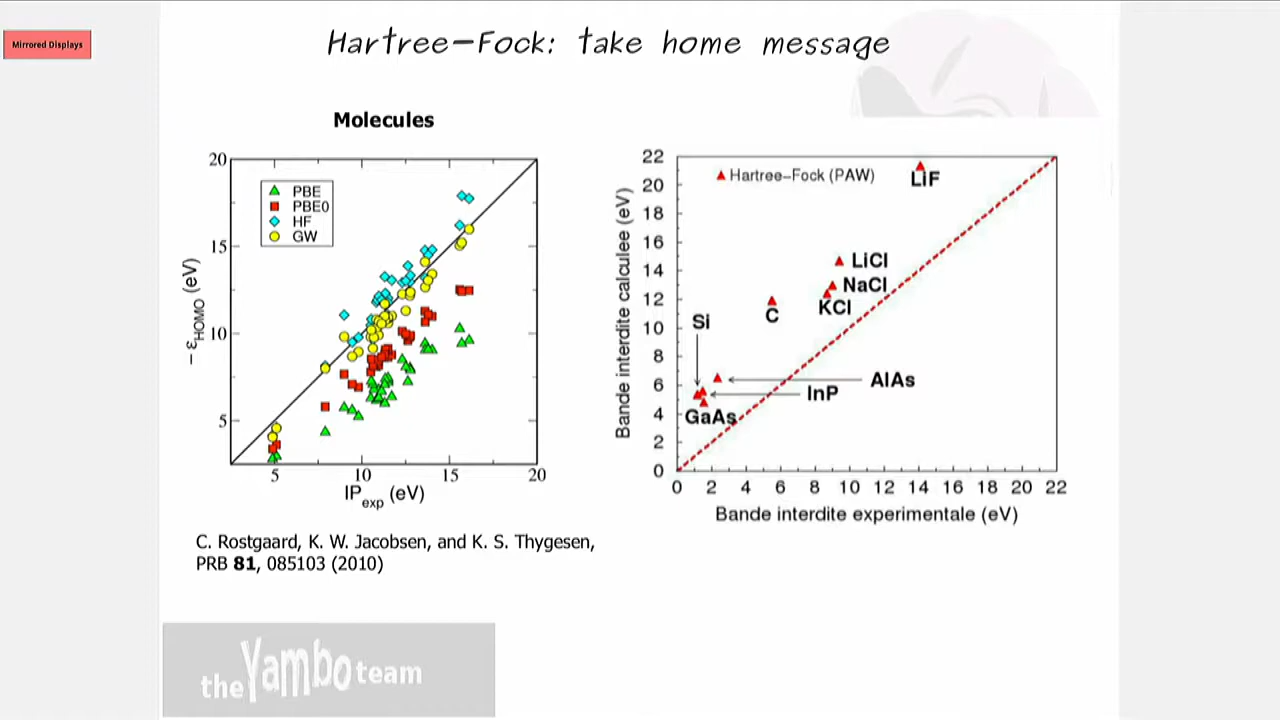 Mirrored Displays
Hartree-Fock: take home message
Molecules
20
15
10
5
5
10
15
20
- εHOMO (eV)
IPexp (eV)
PBE
PBE0
HF
GW
C. Rostgaard, K. W. Jacobsen, and K. S. Thygesen,
PRB 81, 085103 (2010)
Bande interdite calculee (eV)
22
20
18
16
14
12
10
8
6
4
2
0
Hartree-Fock (PAW)
LiF
LiCl
NaCl
KCl
C
Si
AlAs
InP
GaAs
0 2 4 6 8 10 12 14 16 18 20 22
Bande interdite experimentale (eV)
the Yambo team